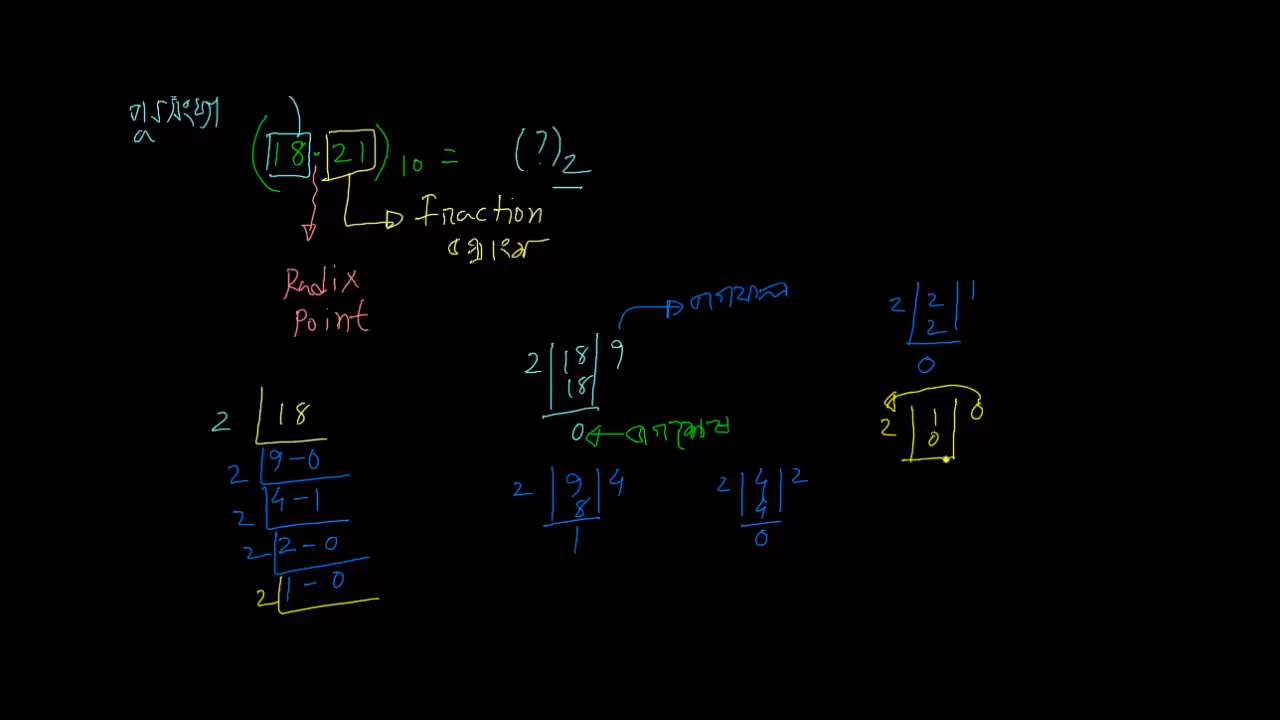 পূর্ণসংখ্যা
(18.21)10 = (?)2
Fraction
Radix
Point
ভাগফল
2 18 9
18
0 ভাগশেষ
2 9 4
8
1
2 4 2
4
0
2 2 1
2
0
2 1 0
0
2 18
2 9 - 0
2 4 - 1
2 2 - 0
2 1 - 0